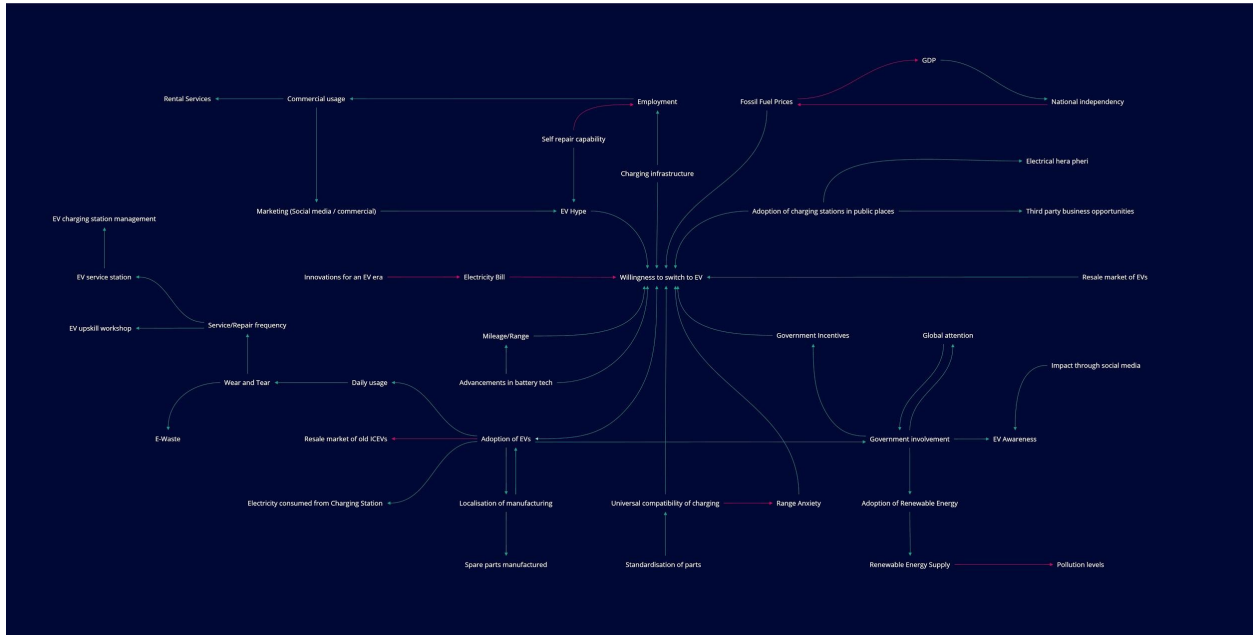 GDP
Rental Services
Commercial usage
Employment
Fossil Fuel Prices
National independency
Self repair capability
Electrical hera pheri
Charging infrastructure
Marketing (Social media / commercial)
EV Hype
Adoption of charging stations in public places
Third party business opportunities
EV charging station management
EV service station
Innovations for an EV era
Electricity Bill
Willingness to switch to EV
Resale market of EVs
EV upskill workshop
Service/Repair frequency
Mileage/Range
Government Incentives
Global attention
Impact through social media
Wear and Tear
Daily usage
Advancements in battery tech
E-Waste
Resale market of old ICEVs
Adoption of EVs
Government involvement
EV Awareness
Electricity consumed from Charging Station
Localisation of manufacturing
Universal compatibility of charging
Range Anxiety
Adoption of Renewable Energy
Spare parts manufactured
Standardisation of parts
Renewable Energy Supply
Pollution levels